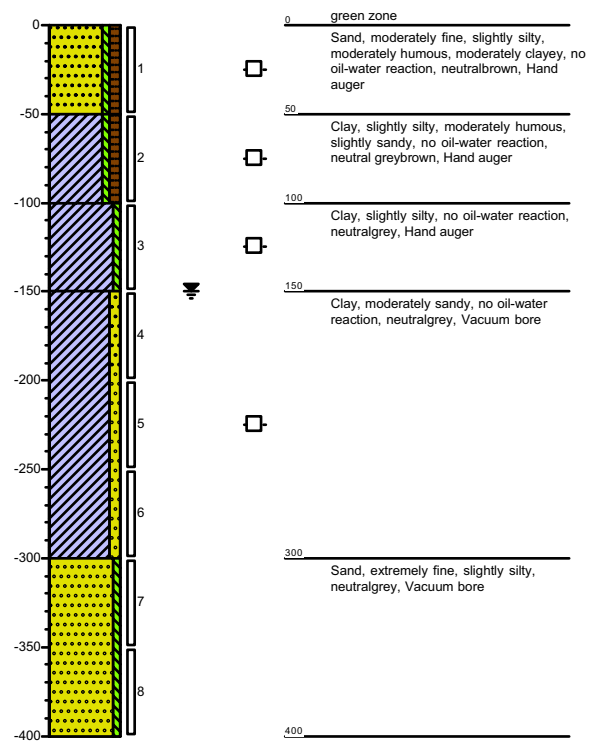 0
-50
-100
-150
-200
-250
-300
-350
-400
1
2
3
4
5
6
7
8
0
green zone
Sand, moderately fine, slightly silty,
moderately humous, moderately clayey, no
oil-water reaction, neutralbrown, Hand
auger
50
Clay, slightly silty, moderately humous,
slightly sandy, no oil-water reaction,
neutral greybrown, Hand auger
100
Clay, slightly silty, no oil-water reaction,
neutralgrey, Hand auger
150
Clay, moderately sandy, no oil-water
reaction, neutralgrey, Vacuum bore
300
Sand, extremely fine, slightly silty,
neutralgrey, Vacuum bore
400